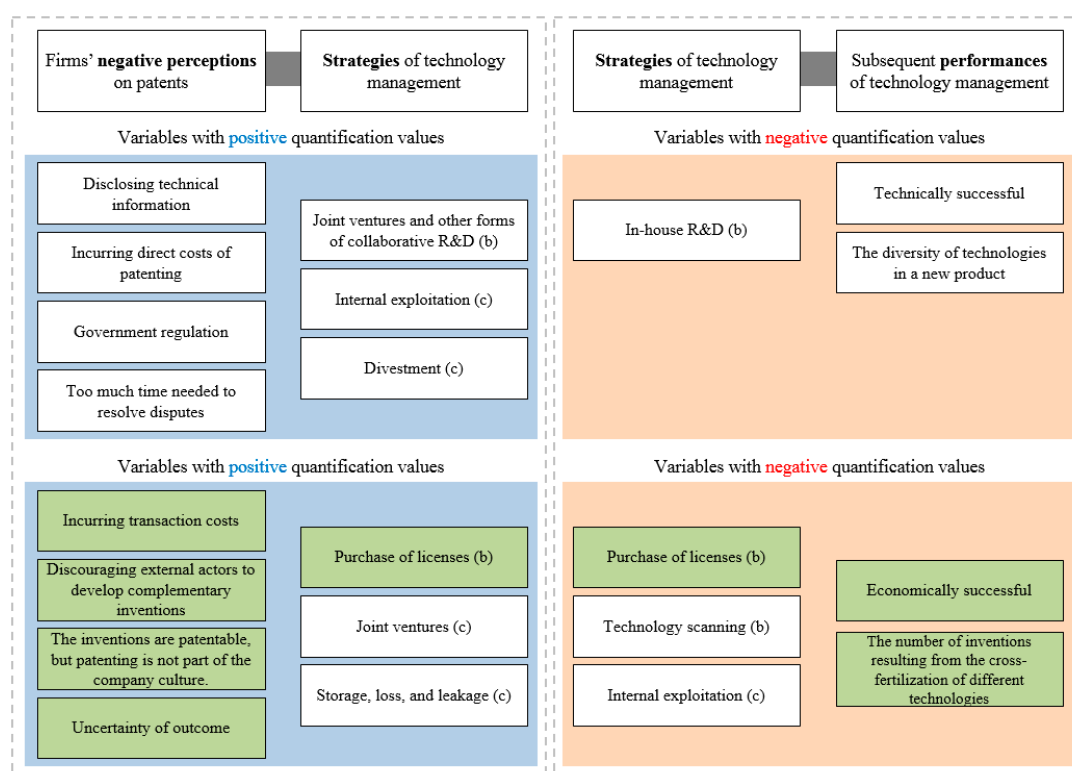 Firms' negative perceptions
on patents
Strategies of technology
management
Variables with positive quantification values
Disclosing technical
information
Incurring direct costs of
patenting
Government regulation
Too much time needed to
resolve disputes
Joint ventures and other forms
of collaborative R&D (b)
Internal exploitation (c)
Divestment (c)
Variables with positive quantification values
Incurring transaction costs
Discouraging external actors to
develop complementary
inventions
The inventions are patentable,
but patenting is not part of the
company culture.
Uncertainty of outcome
Purchase of licenses (b)
Joint ventures (c)
Storage, loss, and leakage (c)
Strategies of technology
management
Subsequent performances
of technology management
Variables with negative quantification values
In-house R&D (b)
Technically successful
The diversity of technologies
in a new product
Variables with negative quantification values
Purchase of licenses (b)
Technology scanning (b)
Internal exploitation (c)
Economically successful
The number of inventions
resulting from the cross-
fertilization of different
technologies